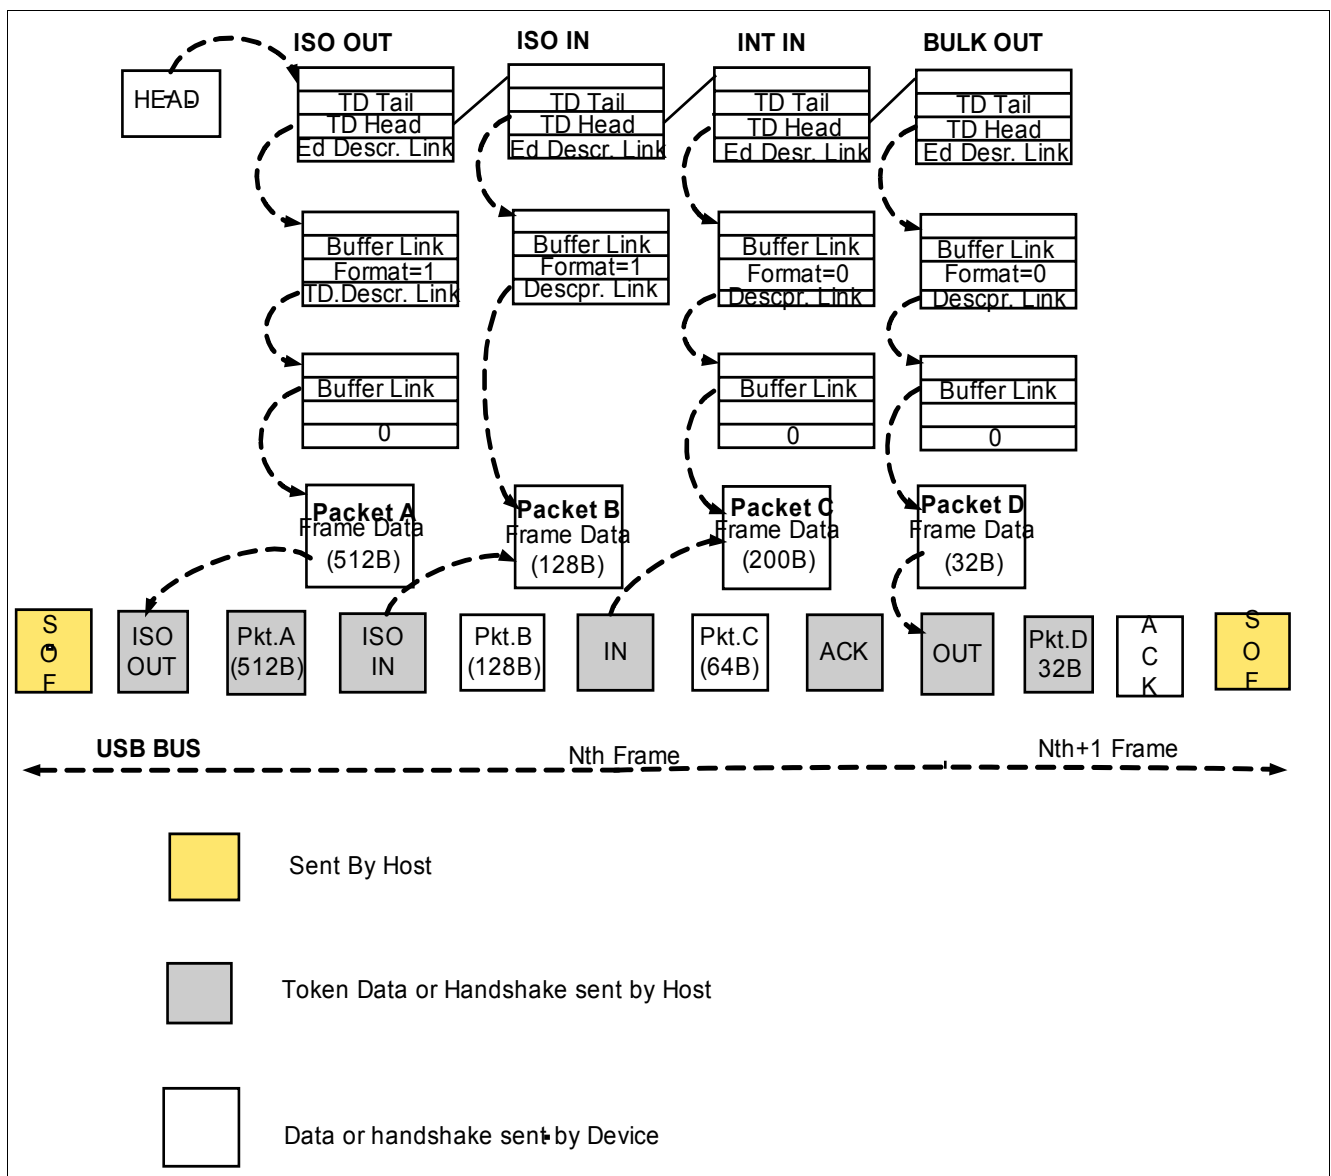 ISO OUT
ISO IN
INT IN
BULK OUT
HEAD
TD Tail
TD Head
Ed Descr. Link
TD Tail
TD Head
Ed Descr. Link
TD Tail
TD Head
Ed Desr. Link
TD Tail
TD Head
Ed Desr. Link
Buffer Link
Format=1
TD.Descr. Link
Buffer Link
Format=1
Descpr. Link
Buffer Link
Format=0
Descpr. Link
Buffer Link
Format=0
Descpr. Link
Buffer Link
0
Buffer Link
0
Buffer Link
0
Packet A
Frame Data
(512B)
Packet B
Frame Data
(128B)
Packet C
Frame Data
(200B)
Packet D
Frame Data
(32B)
S
O
F
ISO
OUT
Pkt.A
(512B)
ISO
IN
Pkt.B
(128B)
IN
Pkt.C
(64B)
ACK
OUT
Pkt.D
32B
A
C
K
S
O
F
USB BUS
Nth Frame
Nth+1 Frame
Sent By Host
Token Data or Handshake sent by Host
Data or handshake sent by Device